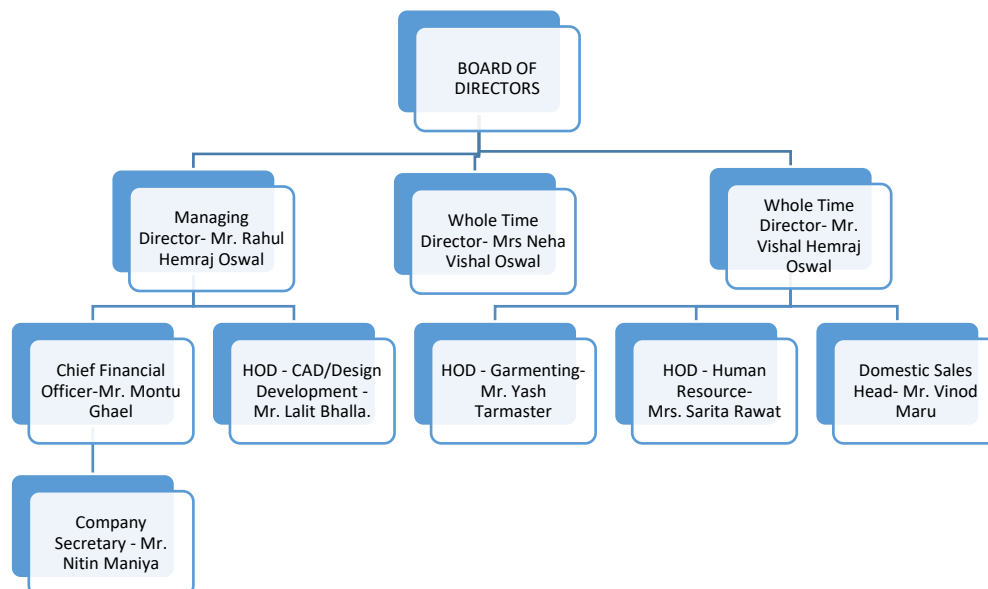 BOARD OF
DIRECTORS
Managing
Director- Mr. Rahul
Hemraj Oswal
Whole Time
Director- Mrs Neha
Vishal Oswal
Whole Time
Director- Mr.
Vishal Hemraj
Oswal
Chief Financial
Officer-Mr. Montu
Ghael
HOD - CAD/Design
Development -
Mr. Lalit Bhalla.
HOD - Garmenting-
Mr. Yash
Tarmaster
HOD - Human
Resource-
Mrs. Sarita Rawat
Domestic Sales
Head- Mr. Vinod
Maru
Company
Secretary - Mr.
Nitin Maniya